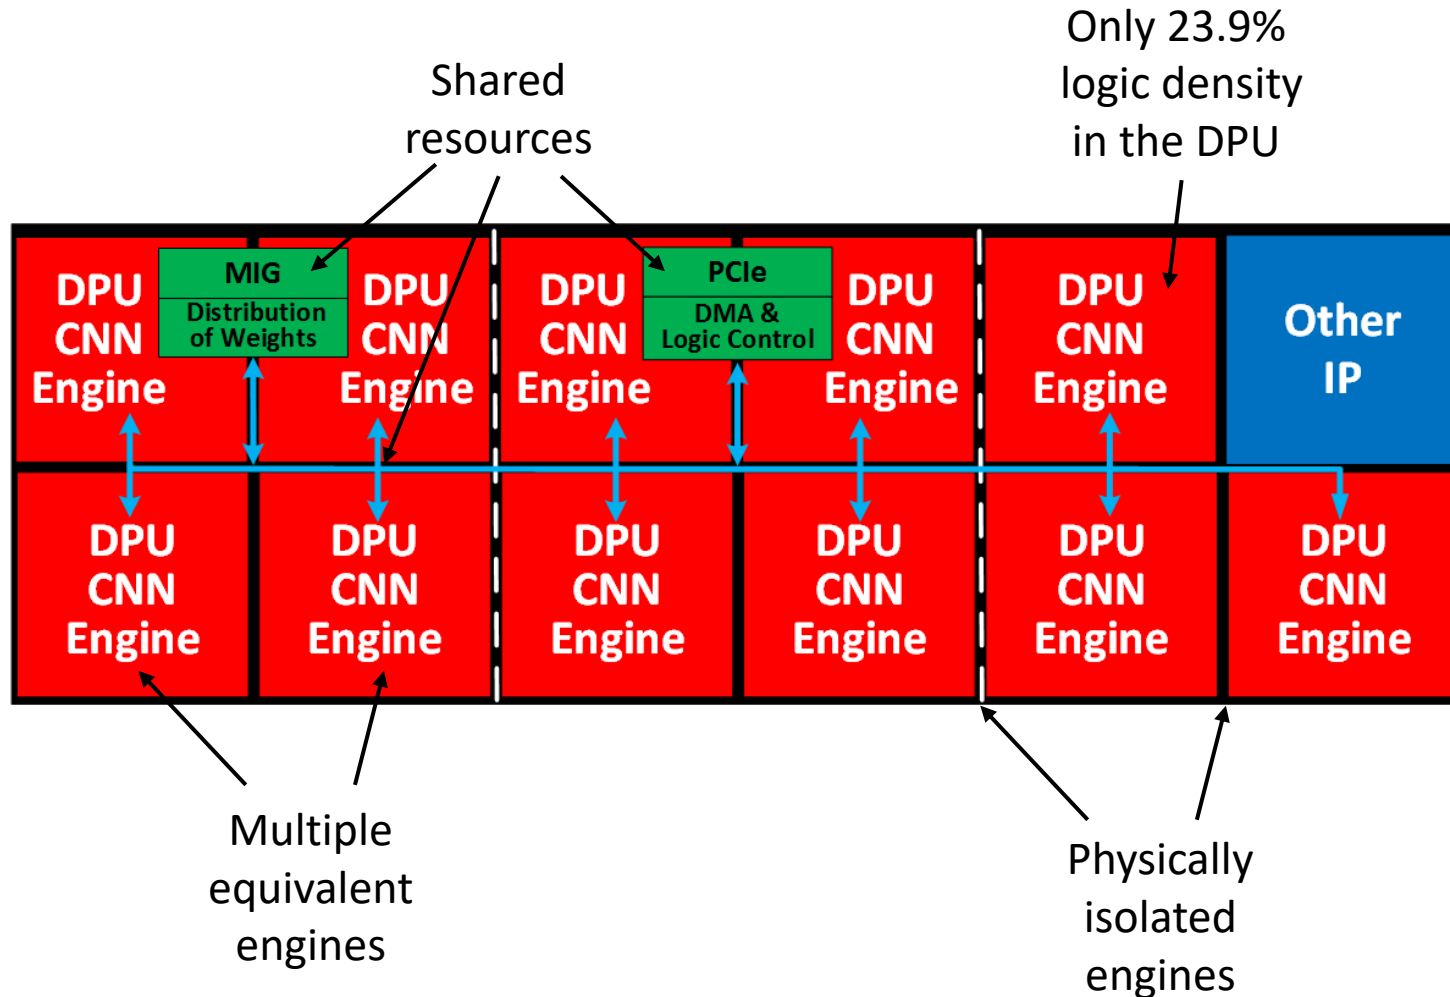 Only 23.9%
logic density
in the DPU
Shared
resources
DPU
CNN
Engine
MIG
Distribution
of Weights
DPU
CNN
Engine
DPU
CNN
Engine
PCIe
DMA &
Logic Control
DPU
CNN
Engine
DPU
CNN
Engine
Other
IP
DPU
CNN
Engine
DPU
CNN
Engine
DPU
CNN
Engine
DPU
CNN
Engine
DPU
CNN
Engine
DPU
CNN
Engine
Multiple
equivalent
engines
Physically
isolated
engines